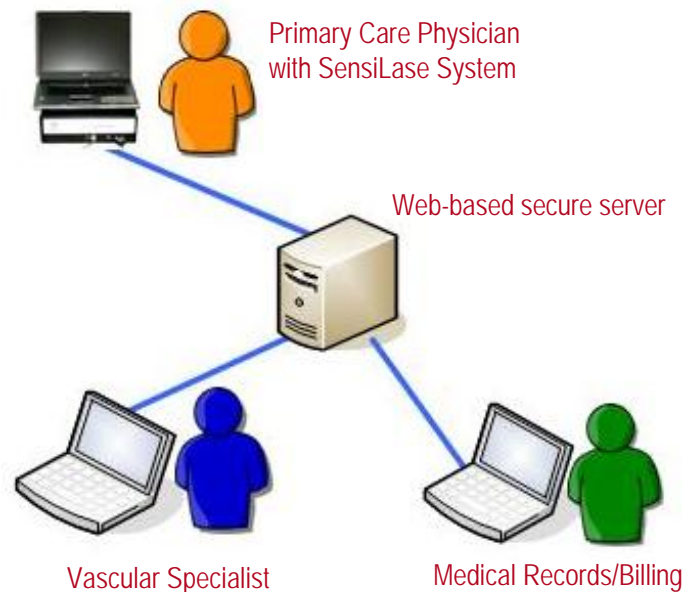 Primary Care Physician
with SensiLase System
Web-based secure server
Vascular Specialist
Medical Records/Billing